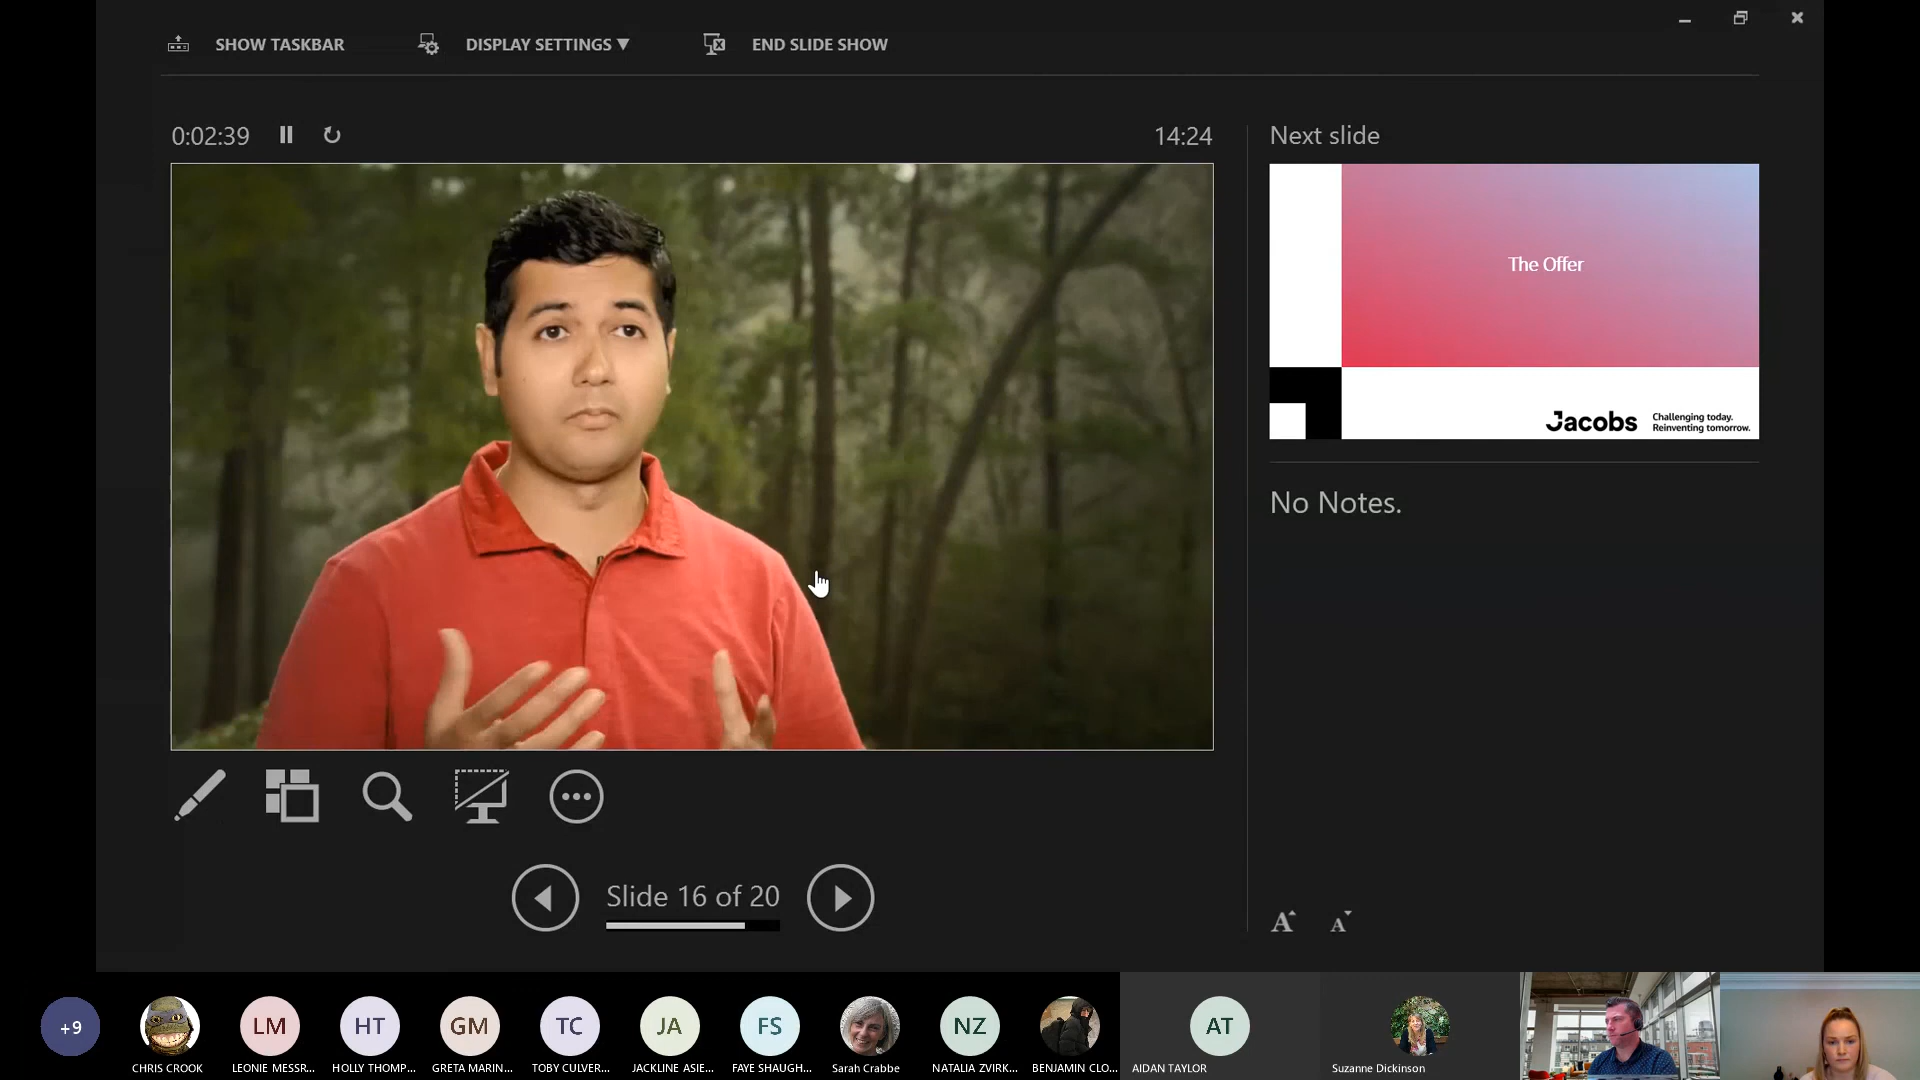 SHOW TASKBAR
DISPLAY SETTINGS ▼
END SLIDE SHOW
0:02:39
14:24
Next slide
The Offer
Jacobs
Challenging today.
Reinventing tomorrow.
No Notes.
Slide 16 of 20
A
A
+9
LM
HT
GM
TC
JA
FS
NZ
AT
CHRIS CROOK
LEONIE MESSR...
HOLLY THOMP...
GRETA MARIN...
TOBY CULVER...
JACKLINE ASIE...
FAYE SHAUGH...
Sarah Crabbe
NATALIA ZVIRK...
BENJAMIN CLO...
AIDAN TAYLOR
Suzanne Dickinson